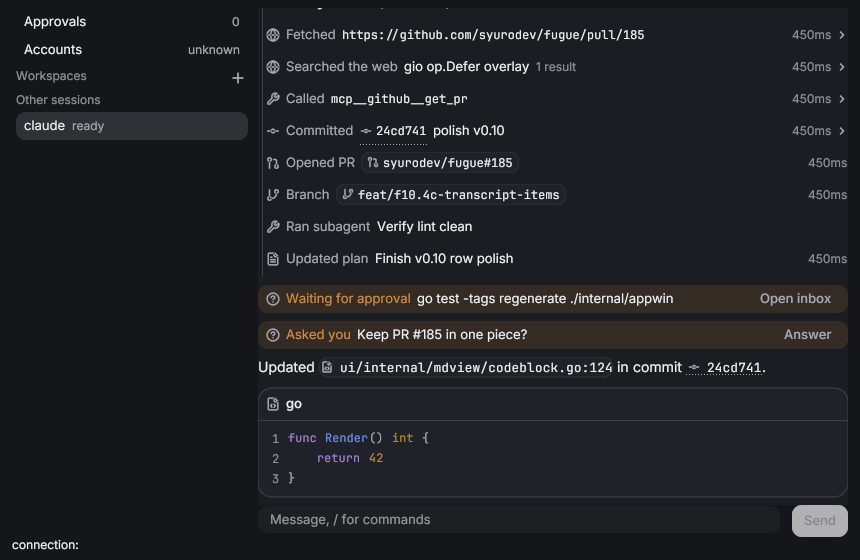 Approvals 0
Accounts unknown
Workspaces +
Other sessions
claude ready
connection:
Fetched https://github.com/syurodev/fugue/pull/185 450ms >
Searched the web gio op.Defer overlay 1 result 450ms >
Called mcp__github__get_pr 450ms >
Committed 24cd741 polish v0.10 450ms >
Opened PR syurodev/fugue#185 450ms
Branch feat/f10.4c-transcript-items 450ms
Ran subagent Verify lint clean
Updated plan Finish v0.10 row polish 450ms
Waiting for approval go test -tags regenerate ./internal/appwin Open inbox
Asked you Keep PR #185 in one piece? Answer
Updated ui/internal/mdview/codeblock.go:124 in commit 24cd741.
go
1 func Render() int {
2     return 42
3 }
Message, / for commands Send